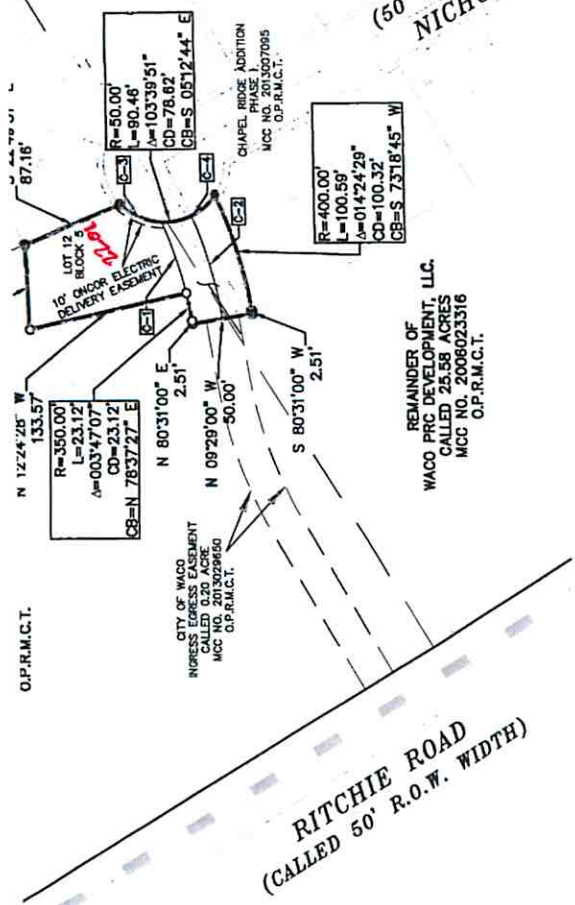 (50
NICHO
O.P.R.M.C.T.
N 12°24'28" W
133.57'
87.16'
LOT 12
BLOCK 5
10' ONCOR ELECTRIC
DELIVERY EASEMENT
C-3
R=50.00'
L=90.46'
Δ=103°39'51"
CD=78.62'
CB=S 05°12'44" E
C-4
CHAPEL RIDGE ADDITION
PHASE I
MCC NO. 2013007095
O.P.R.M.C.T.
C-2
C-1
R=350.00'
L=23.12'
Δ=003°47'07"
CD=23.12'
CB=N 78°37'27" E
R=400.00'
L=100.59'
Δ=014°24'29"
CD=100.32'
CB=S 73°18'45" W
N 80°31'00" E
2.51'
N 09°29'00" W
50.00'
S 80°31'00" W
2.51'
CITY OF WACO
INGRESS EGRESS EASEMENT
CALLED 0.20 ACRE
MCC NO. 2013029650
O.P.R.M.C.T.
REMAINDER OF
WACO PRC DEVELOPMENT, LLC.
CALLED 25.58 ACRES
MCC NO. 2006023316
O.P.R.M.C.T.
RITCHIE ROAD
(CALLED 50' R.O.W. WIDTH)